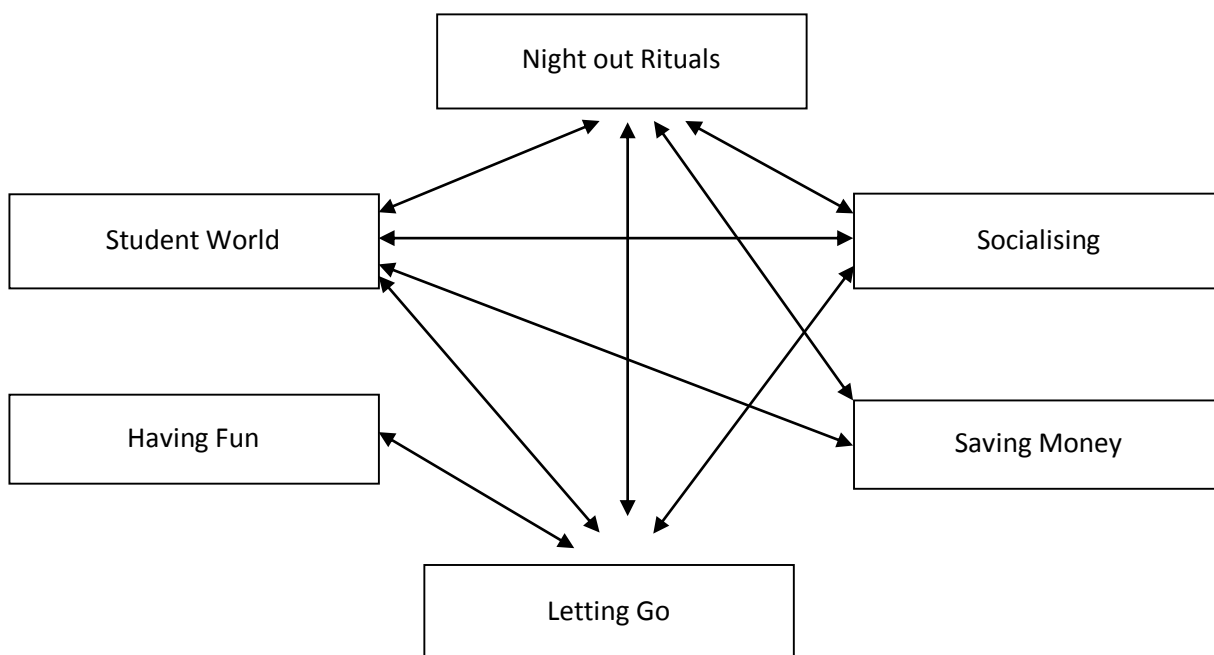 Night out Rituals
Student World
Socialising
Having Fun
Saving Money
Letting Go